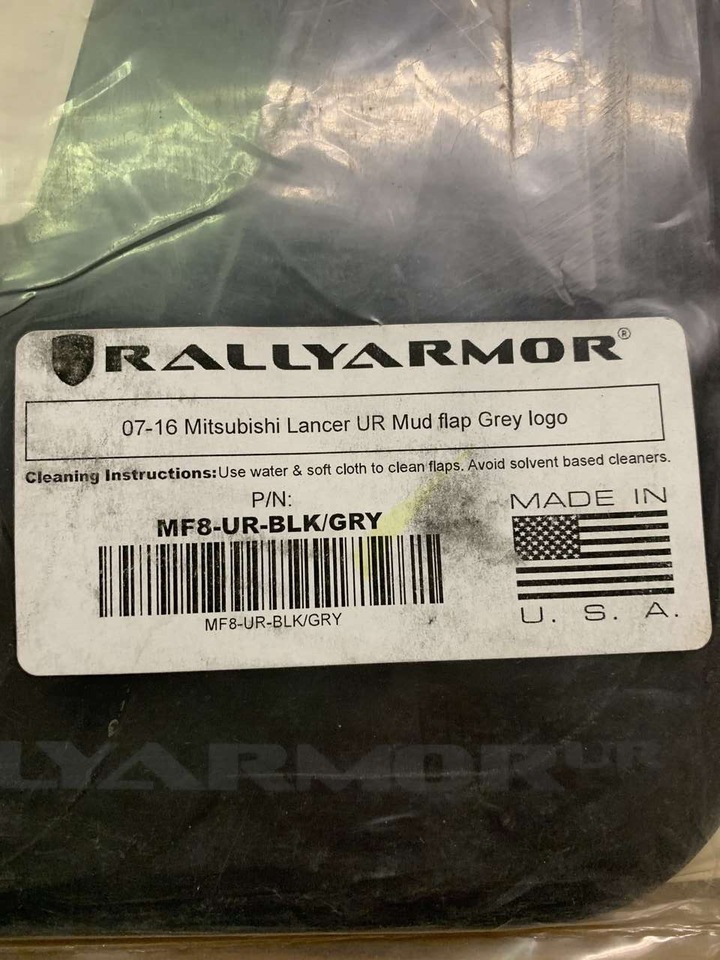 RALLYARMOR®
07-16 Mitsubishi Lancer UR Mud flap Grey logo
Cleaning Instructions:Use water & soft cloth to clean flaps. Avoid solvent based cleaners.
P/N:
MF8-UR-BLK/GRY
MF8-UR-BLK/GRY
MADE IN
U. S. A.
LYARMOR UR